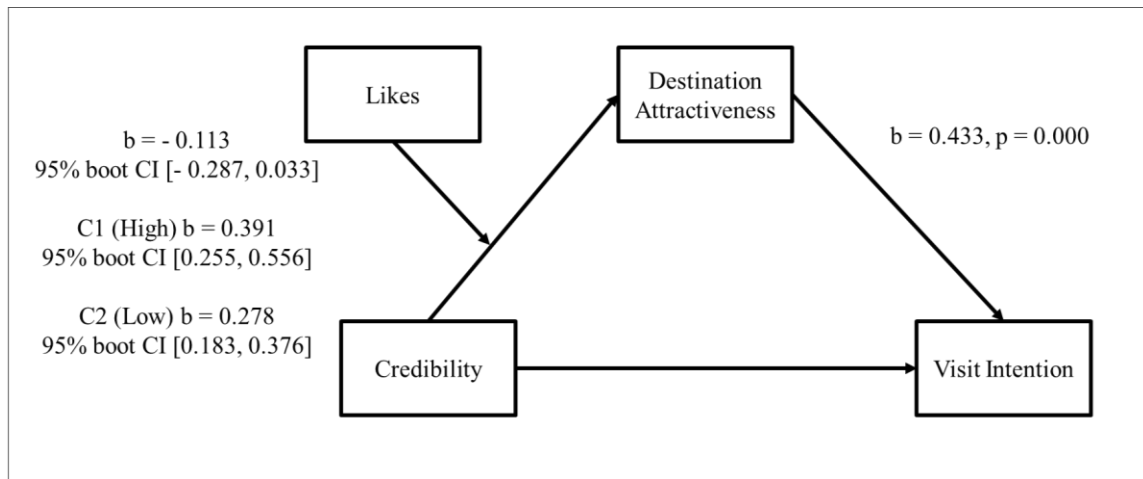 Likes
Destination
Attractiveness
b = - 0.113
95% boot CI [- 0.287, 0.033]
b = 0.433, p = 0.000
C1 (High) b = 0.391
95% boot CI [0.255, 0.556]
C2 (Low) b = 0.278
95% boot CI [0.183, 0.376]
Credibility
Visit Intention